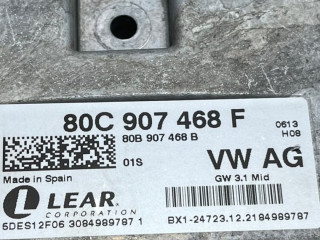 80C 907 468 F
0613
80B 907 468 B
H08
01S
VW AG
Made in Spain
GW 3.1 Mid
LEAR
CORPORATION
5DES12F06 3084989787 1
BX1-24723.12.2184989787